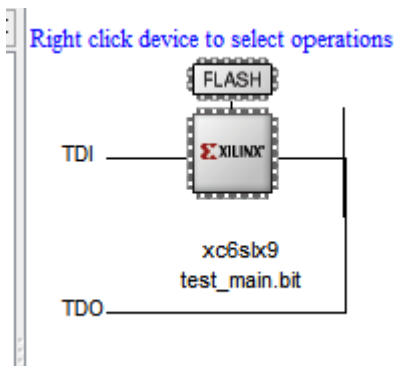 Right click device to select operations
FLASH
TDI
XILINX
xc6slx9
test_main.bit
TDO